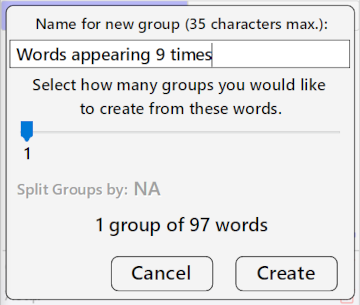 Name for new group (35 characters max.):
Words appearing 9 times
Select how many groups you would like
to create from these words.
1
Split Groups by: NA
1 group of 97 words
Cancel Create